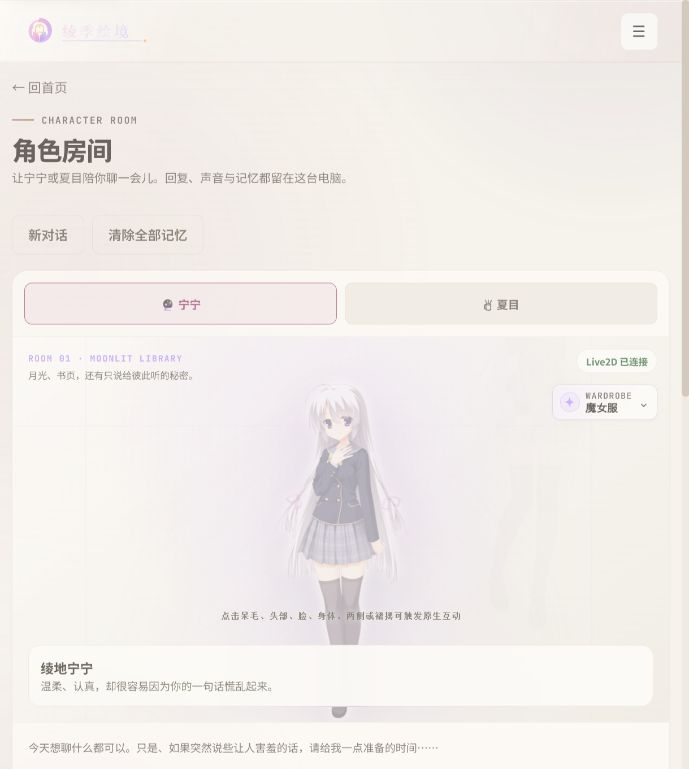 绫季绘境
← 回首页
CHARACTER ROOM
角色房间
让宁宁或夏目陪你聊一会儿。回复、声音与记忆都留在这台电脑。
新对话
清除全部记忆
宁宁
夏目
ROOM 01 · MOONLIT LIBRARY
月光、书页，还有只说给彼此听的秘密。
Live2D 已连接
WARDROBE
魔女服
点击呆毛、头部、脸、身体、两侧或裙摆可触发原生互动
绫地宁宁
温柔、认真，却很容易因为你的一句话慌乱起来。
今天想聊什么都可以。只是、如果突然说些让人害羞的话，请给我一点准备的时间……